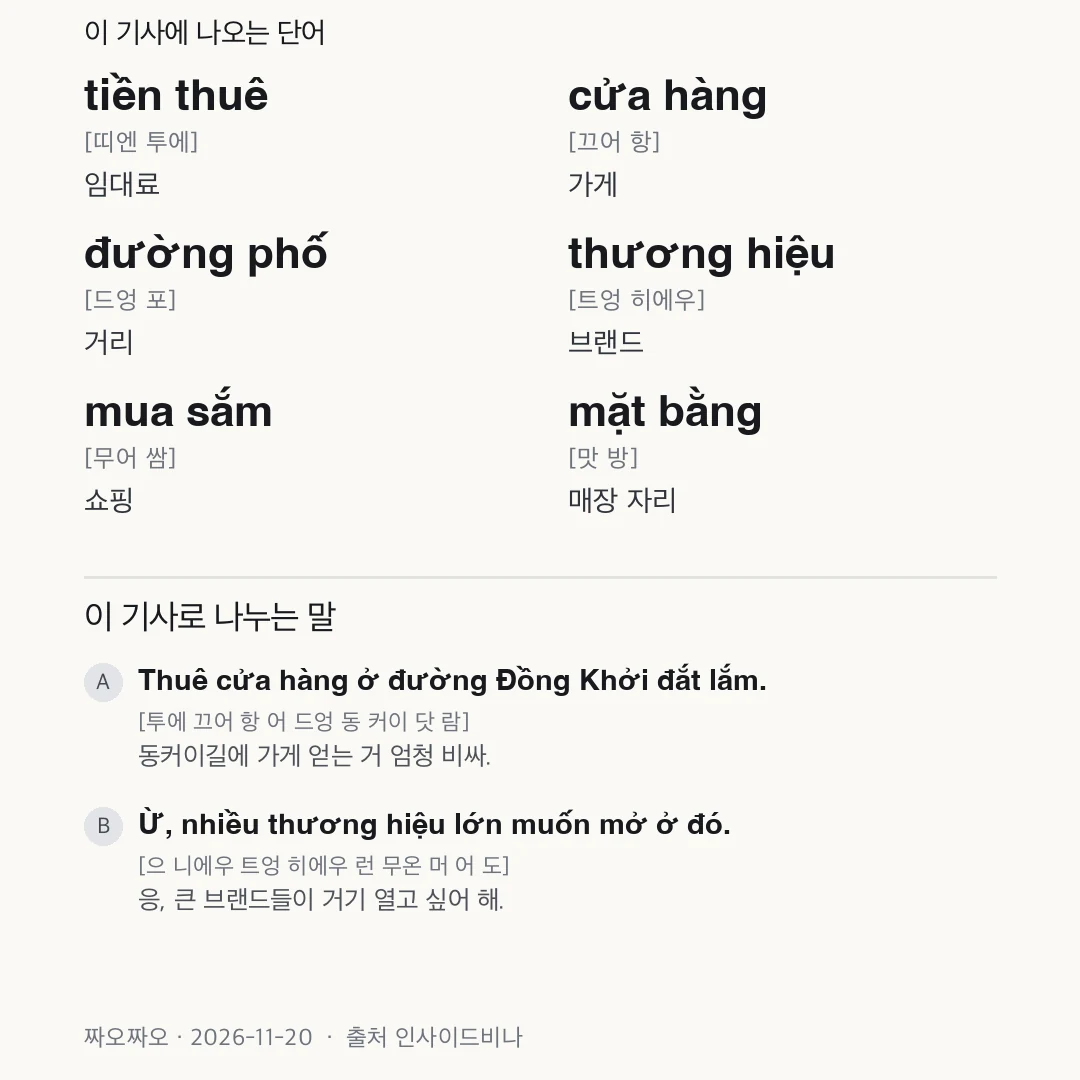 이 기사에 나오는 단어
tiền thuê
[띠엔 투에]
임대료
cửa hàng
[끄어 항]
가게
đường phố
[드엉 포]
거리
thương hiệu
[트엉 히에우]
브랜드
mua sắm
[무어 쌈]
쇼핑
mặt bằng
[맛 방]
매장 자리
이 기사로 나누는 말
A Thuê cửa hàng ở đường Đồng Khởi đắt lắm.
[투에 끄어 항 어 드엉 동 커이 닷 람]
동커이길에 가게 얻는 거 엄청 비싸.
B Ừ, nhiều thương hiệu lớn muốn mở ở đó.
[으 니에우 트엉 히에우 런 무온 머 어 도]
응, 큰 브랜드들이 거기 열고 싶어 해.
짜오짜오 · 2026-11-20 · 출처 인사이드비나